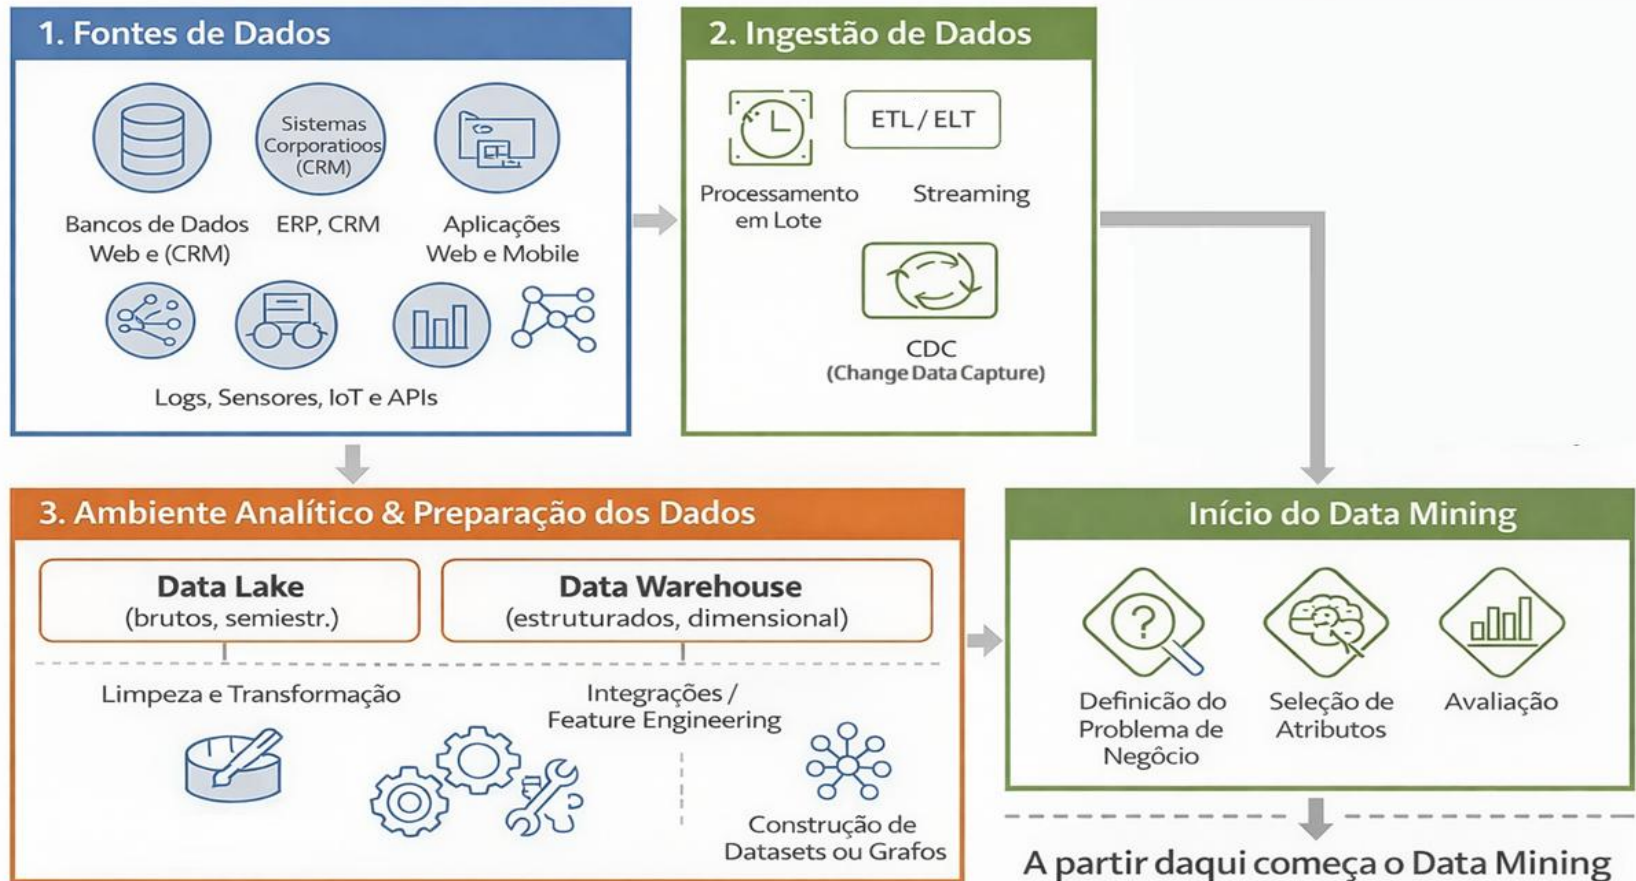 1. Fontes de Dados
Sistemas
Corporatioos
(CRM)
Bancos de Dados
Web e (CRM)
ERP, CRM
Aplicações
Web e Mobile
Logs, Sensores, IoT e APIs
2. Ingestão de Dados
ETL / ELT
Processamento
em Lote
Streaming
CDC
(Change Data Capture)
3. Ambiente Analítico & Preparação dos Dados
Data Lake
(brutos, semiestr.)
Data Warehouse
(estruturados, dimensional)
Limpeza e Transformação
Integrações /
Feature Engineering
Construção de
Datasets ou Grafos
Início do Data Mining
Definicão do
Problema de
Negócio
Seleção de
Atributos
Avaliação
A partir daqui começa o Data Mining